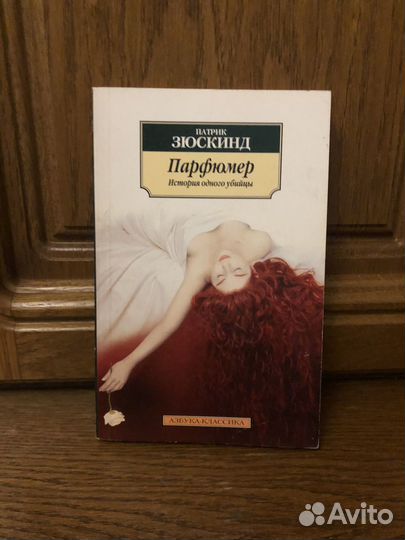 ПАТРИК
ЗЮСКИНД
Парфюмер
История одного убийцы
АЗБУКА-КЛАССИКА
Avito